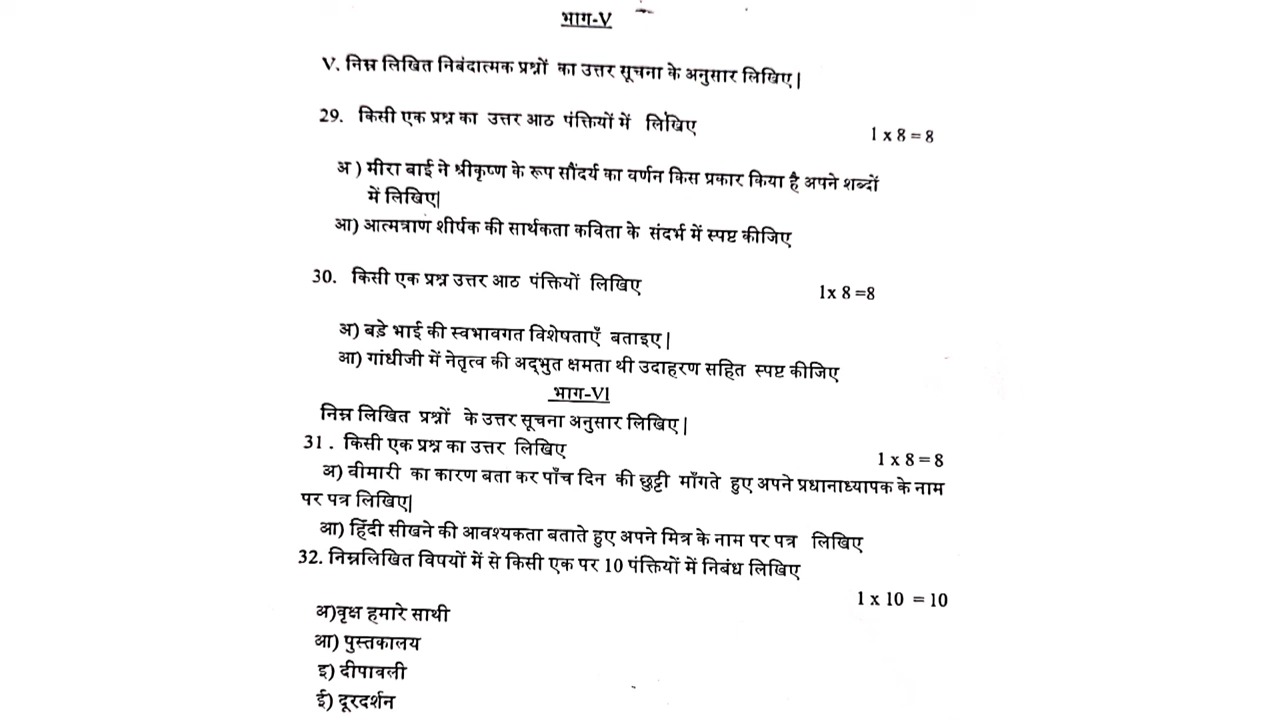 भाग-V
V. निम्न लिखित निबंदात्मक प्रश्नों का उत्तर सूचना के अनुसार लिखिए|
29. किसी एक प्रश्न का उत्तर आठ पंक्तियों में लिखिए 1 x 8 = 8
अ ) मीरा बाई ने श्रीकृष्ण के रूप सौंदर्य का वर्णन किस प्रकार किया है अपने शब्दों
में लिखिए|
आ) आत्मत्राण शीर्पक की सार्थकता कविता के संदर्भ में स्पष्ट कीजिए
30. किसी एक प्रश्न उत्तर आठ पंक्तियों लिखिए 1x 8 =8
अ) बड़े भाई की स्वभावगत विशेषताएँ बताइए|
आ) गांधीजी में नेतृत्व की अद्भुत क्षमता थी उदाहरण सहित स्पष्ट कीजिए
भाग-VI
निम्न लिखित प्रश्नों के उत्तर सूचना अनुसार लिखिए|
31 . किसी एक प्रश्न का उत्तर लिखिए 1 x 8 = 8
अ) वीमारी का कारण बता कर पाँच दिन की छुट्टी माँगते हुए अपने प्रधानाध्यापक के नाम
पर पत्र लिखिए|
आ) हिंदी सीखने की आवश्यकता बताते हुए अपने मित्र के नाम पर पत्र लिखिए
32. निम्नलिखित विषयों में से किसी एक पर 10 पंक्तियों में निबंध लिखिए
1 x 10 = 10
अ)वृक्ष हमारे साथी
आ) पुस्तकालय
इ) दीपावली
ई) दूरदर्शन